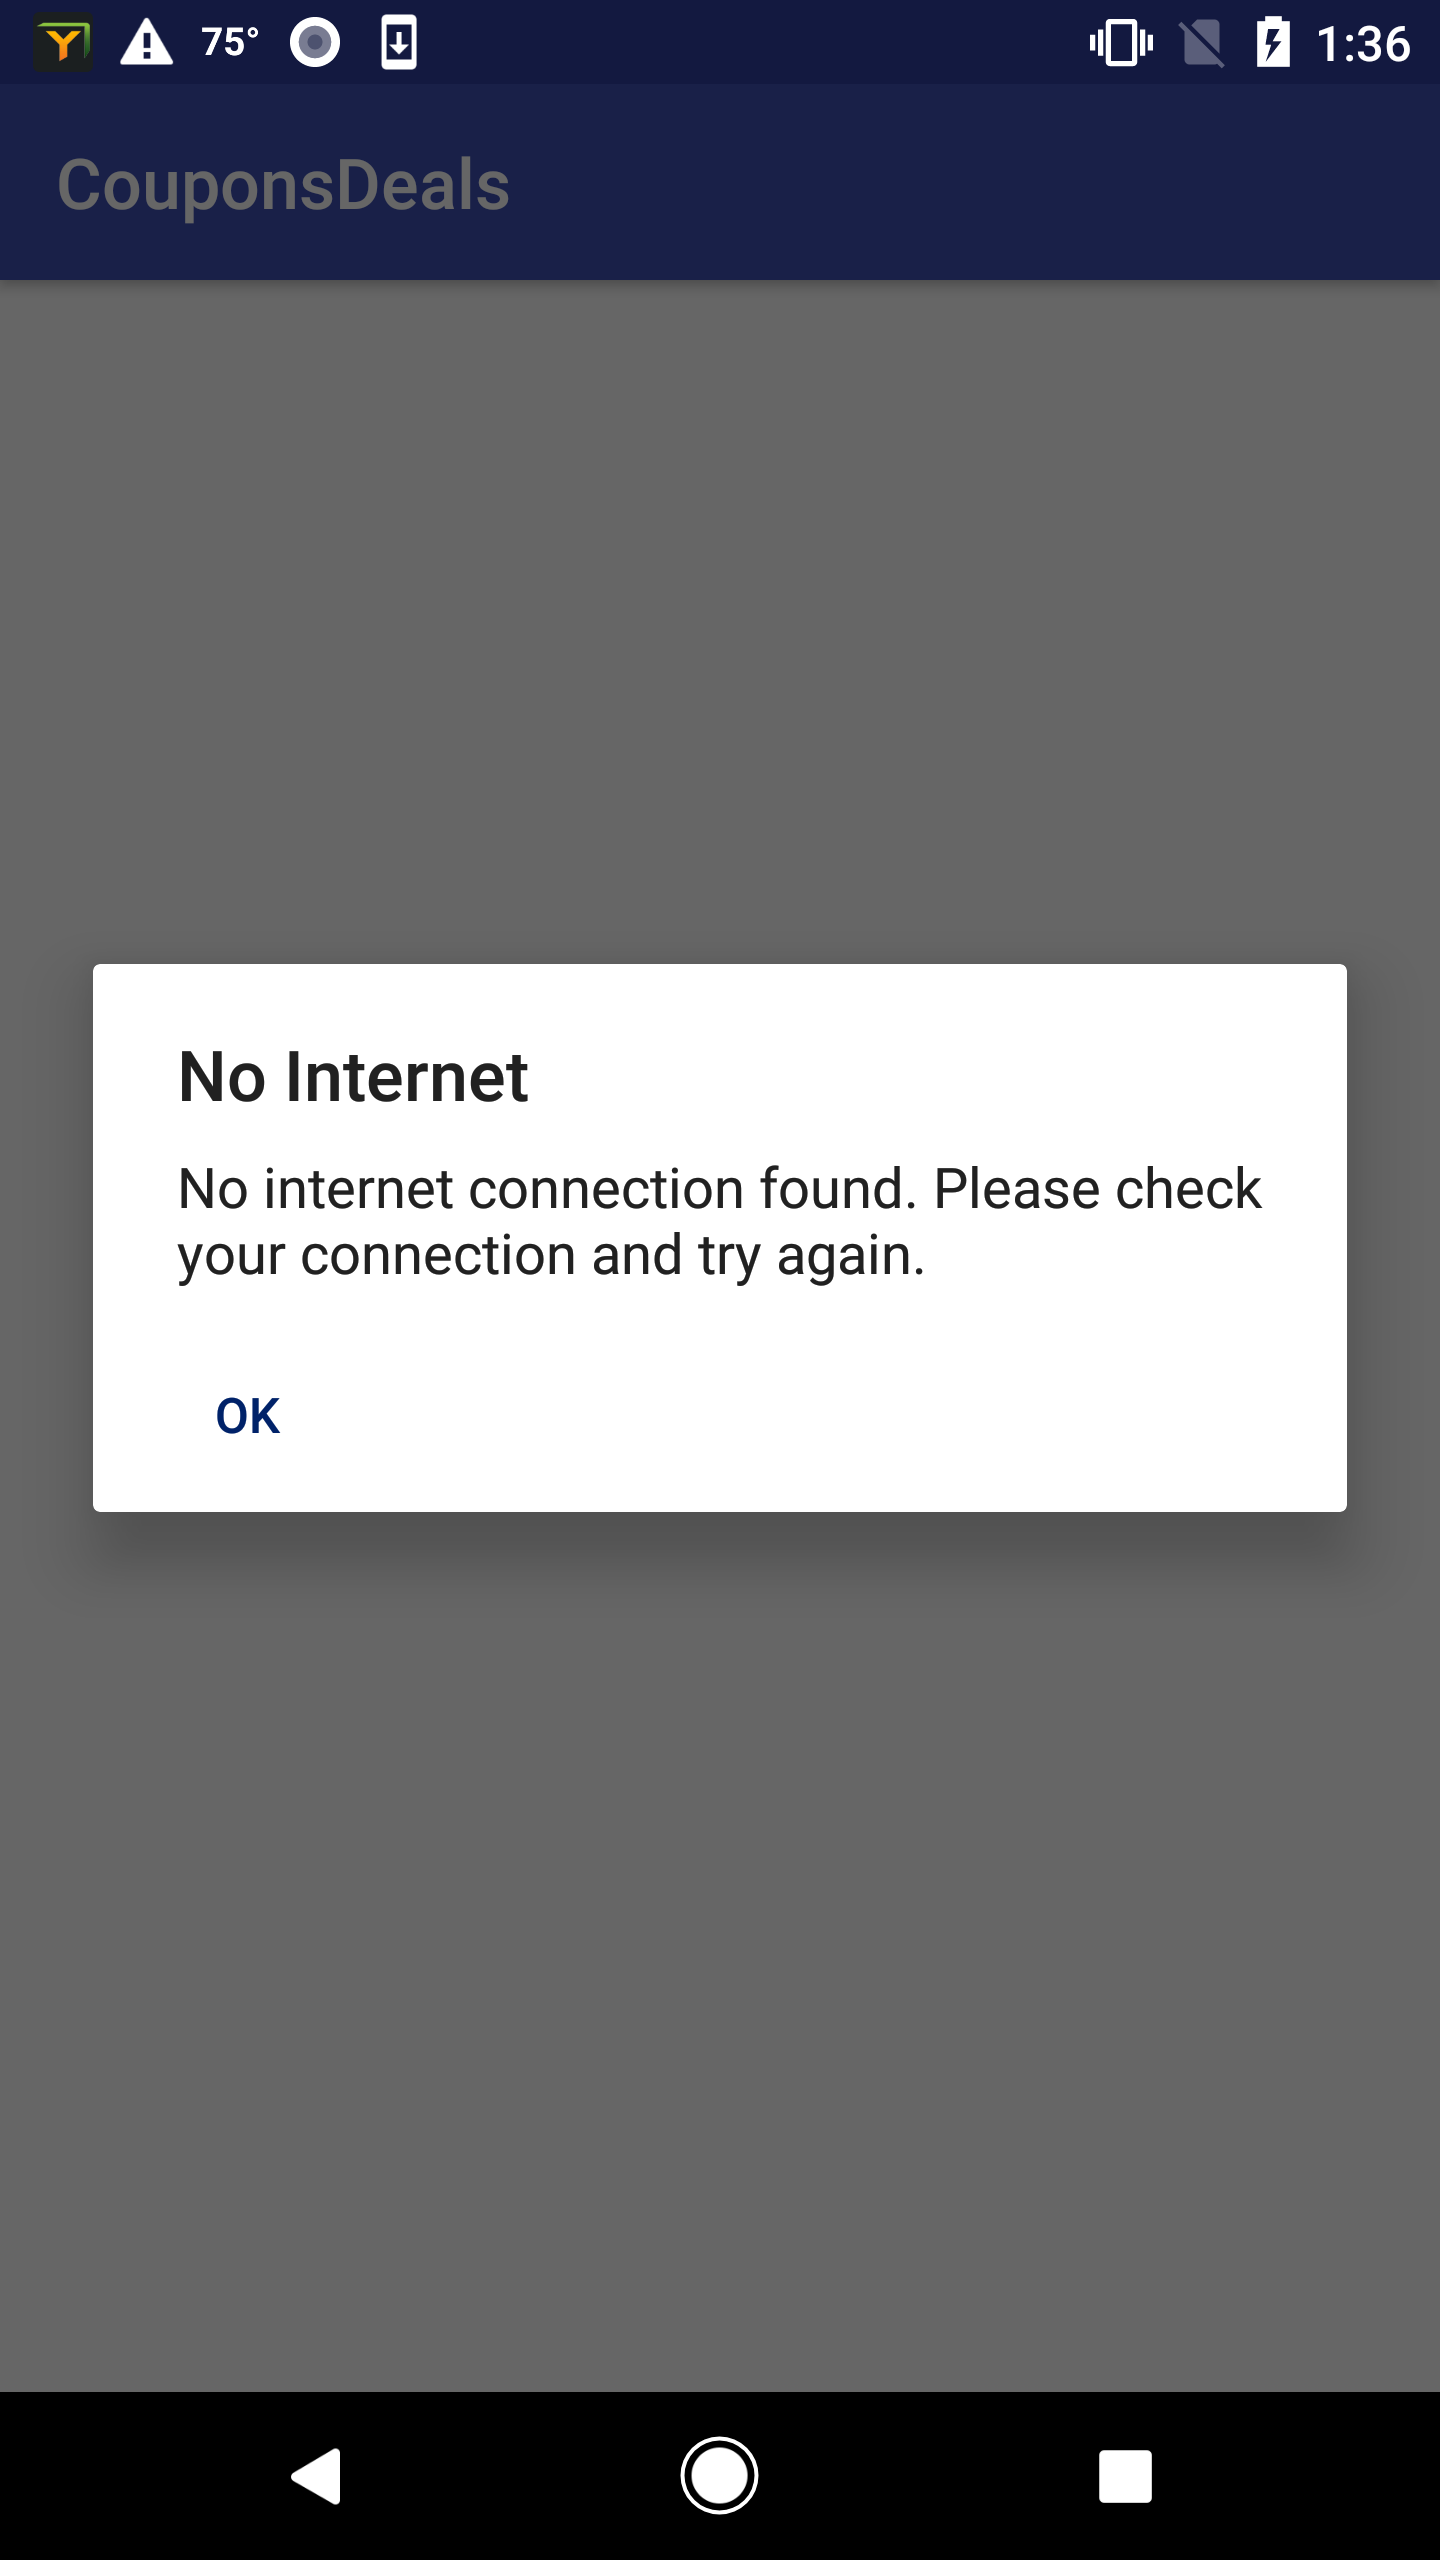 75°
1:36
CouponsDeals
No Internet
No internet connection found. Please check
your connection and try again.
OK